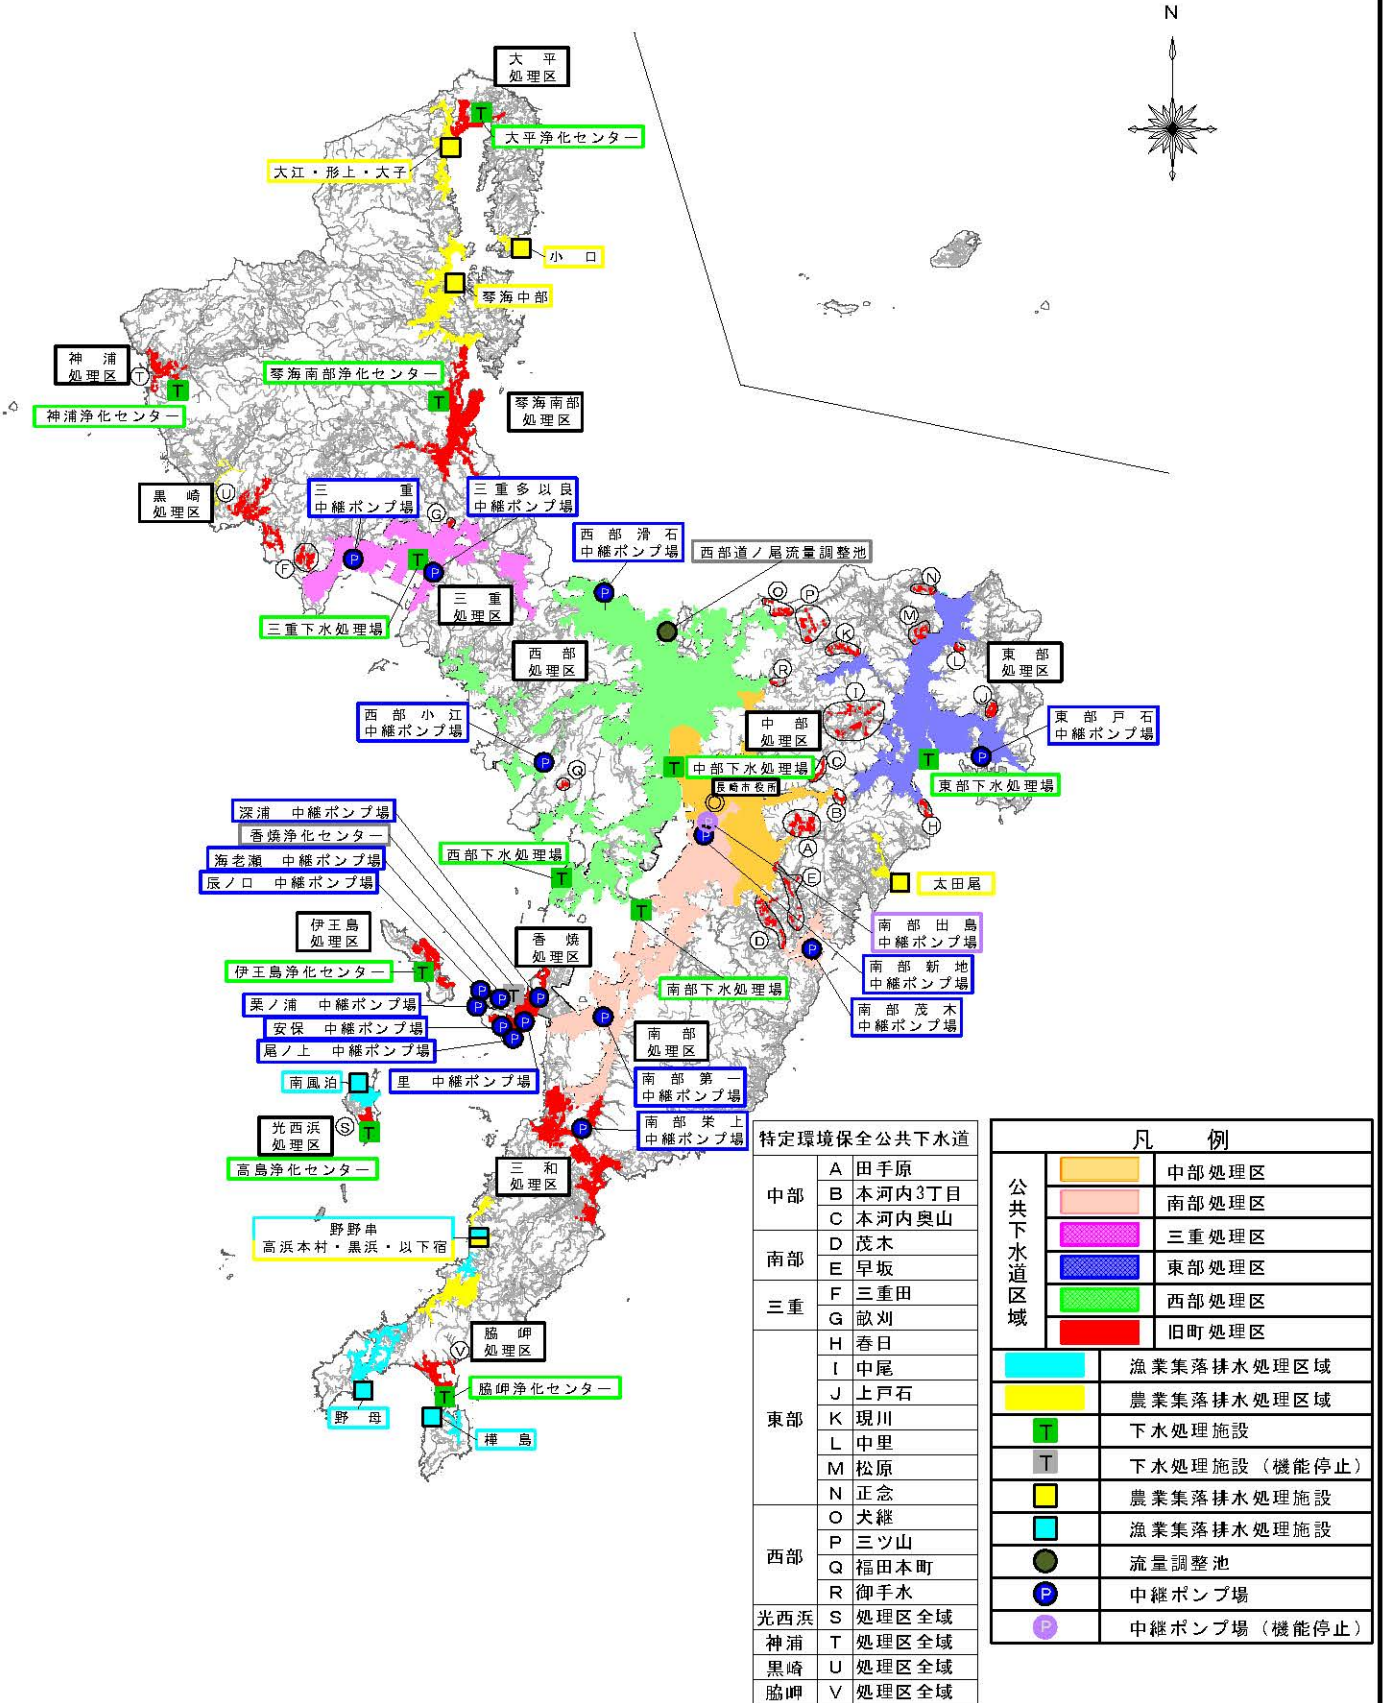 N
大平
処理区
大平浄化センター
大江・形上・大子
小口
琴海中部
神浦
処理区
T
神浦浄化センター
琴海南部浄化センター
琴海南部
処理区
黒崎
処理区
U
三重
中継ポンプ場
三重多以良
中継ポンプ場
G
F
西部滑石
中継ポンプ場
西部道ノ尾流量調整池
三重
処理区
三重下水処理場
西部
処理区
O
P
N
M
K
L
R
東部
処理区
I
J
西部小江
中継ポンプ場
中部
処理区
東部戸石
中継ポンプ場
中部下水処理場
長崎市役所
C
東部下水処理場
Q
B
H
A
E
D
深浦 中継ポンプ場
香焼浄化センター
海老瀬 中継ポンプ場
辰ノ口 中継ポンプ場
西部下水処理場
太田尾
伊王島
処理区
香焼
処理区
南部出島
中継ポンプ場
伊王島浄化センター
南部新地
中継ポンプ場
南部下水処理場
栗ノ浦 中継ポンプ場
南部茂木
中継ポンプ場
安保 中継ポンプ場
尾ノ上 中継ポンプ場
南部
処理区
南風泊
里 中継ポンプ場
南部第一
中継ポンプ場
光西浜
処理区
S
南部栄上
中継ポンプ場
高島浄化センター
三和
処理区
野野串
高浜本村・黒浜・以下宿
脇岬
処理区
V
脇岬浄化センター
野母
樺島
特定環境保全公共下水道
中部
A 田手原
B 本河内3丁目
C 本河内奥山
南部
D 茂木
E 早坂
三重
F 三重田
G 畝刈
東部
H 春日
I 中尾
J 上戸石
K 現川
L 中里
M 松原
N 正念
西部
O 犬継
P 三ツ山
Q 福田本町
R 御手水
光西浜 S 処理区全域
神浦 T 処理区全域
黒崎 U 処理区全域
脇岬 V 処理区全域
凡例
公共下水道区域
中部処理区
南部処理区
三重処理区
東部処理区
西部処理区
旧町処理区
漁業集落排水処理区域
農業集落排水処理区域
T 下水処理施設
T 下水処理施設(機能停止)
農業集落排水処理施設
漁業集落排水処理施設
流量調整池
P 中継ポンプ場
P 中継ポンプ場(機能停止)